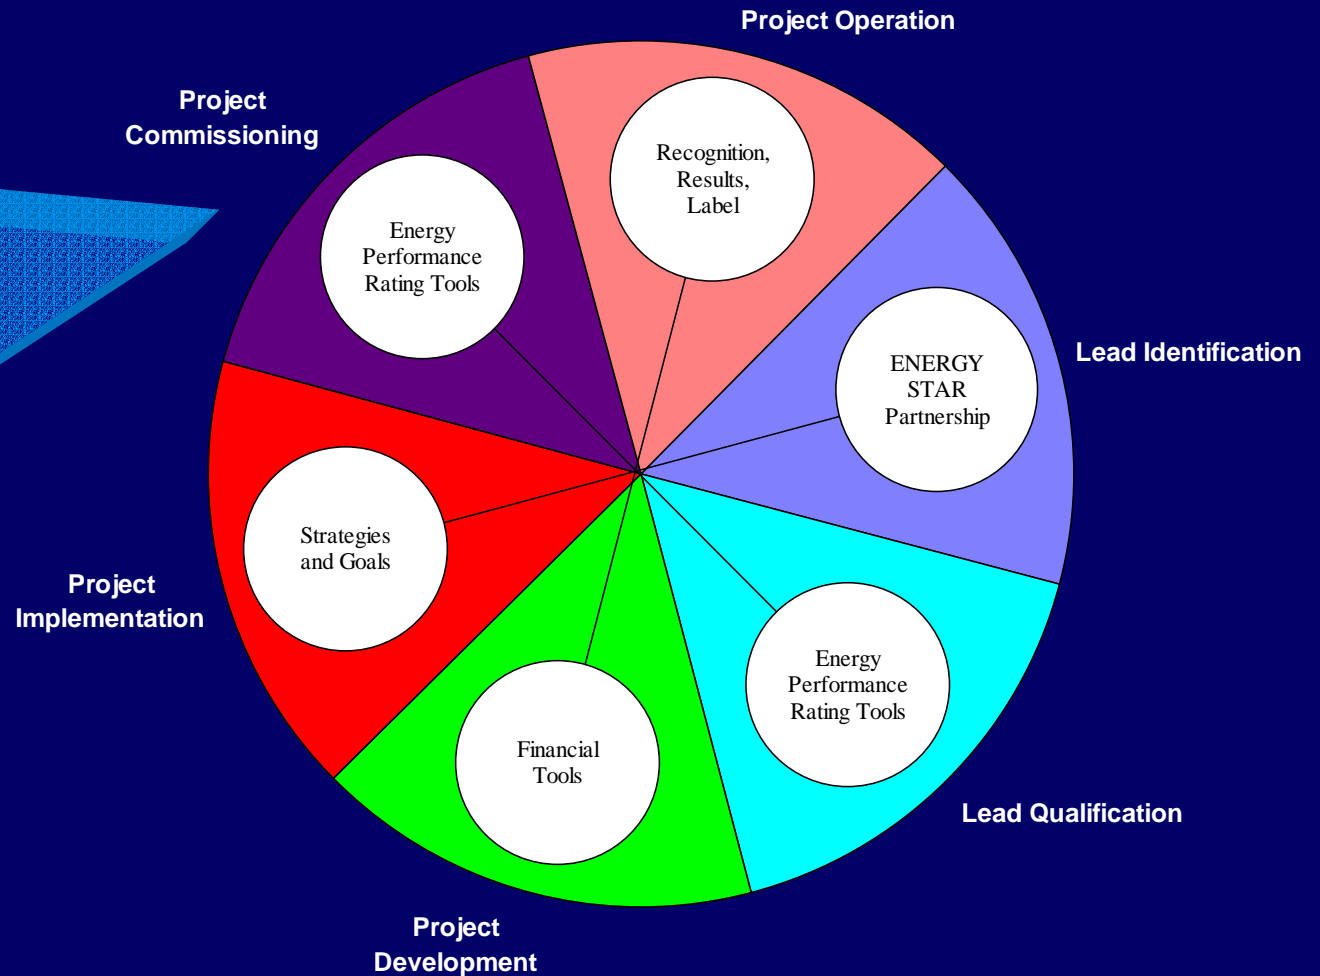 Project Operation
Recognition,
Results,
Label
Lead Identification
ENERGY
STAR
Partnership
Lead Qualification
Energy
Performance
Rating Tools
Project
Development
Financial
Tools
Project
Implementation
Strategies
and Goals
Project
Commissioning
Energy
Performance
Rating Tools